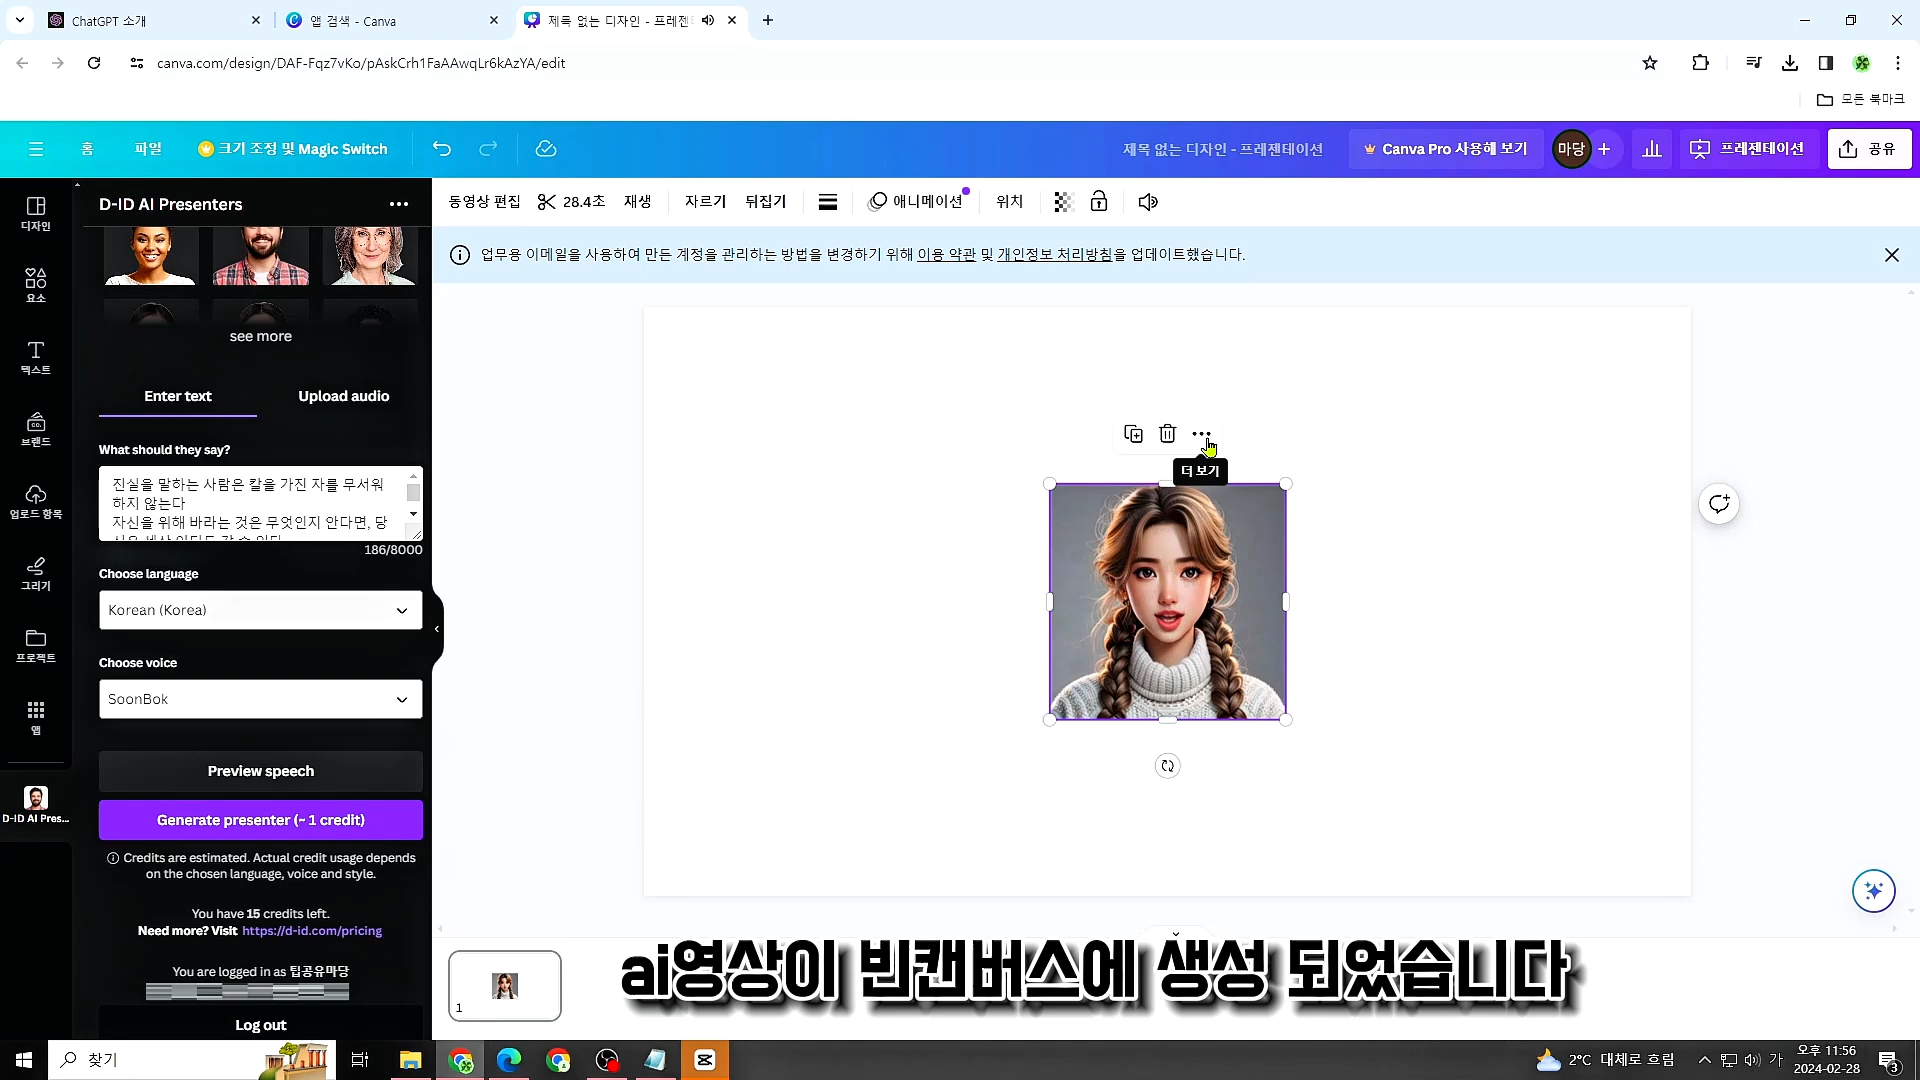 ChatGPT 소개
앱 검색 - Canva
제목 없는 디자인 - 프레젠
canva.com/design/DAF-Fqz7vKo/pAskCrh1FaAAwqLr6kAzYA/edit
모든 북마크
홈
파일
크기 조정 및 Magic Switch
제목 없는 디자인 - 프레젠테이션
Canva Pro 사용해 보기
마당
프레젠테이션
공유
디자인
요소
텍스트
브랜드
업로드 항목
그리기
프로젝트
앱
D-ID AI Pres...
D-ID AI Presenters
see more
Enter text
Upload audio
What should they say?
진실을 말하는 사람은 칼을 가진 자를 무서워
하지 않는다
자신을 위해 바라는 것은 무엇인지 안다면, 당
186/8000
Choose language
Korean (Korea)
Choose voice
SoonBok
Preview speech
Generate presenter (~ 1 credit)
Credits are estimated. Actual credit usage depends
on the chosen language, voice and style.
You have 15 credits left.
Need more? Visit https://d-id.com/pricing
You are logged in as 팁공유마당
Log out
동영상 편집
28.4초
재생
자르기
뒤집기
애니메이션
위치
업무용 이메일을 사용하여 만든 계정을 관리하는 방법을 변경하기 위해 이용 약관 및 개인정보 처리방침을 업데이트했습니다.
더 보기
1
ai영상이 빈캔버스에 생성 되었습니다
찾기
2°C 대체로 흐림
가
오후 11:56
2024-02-28
3